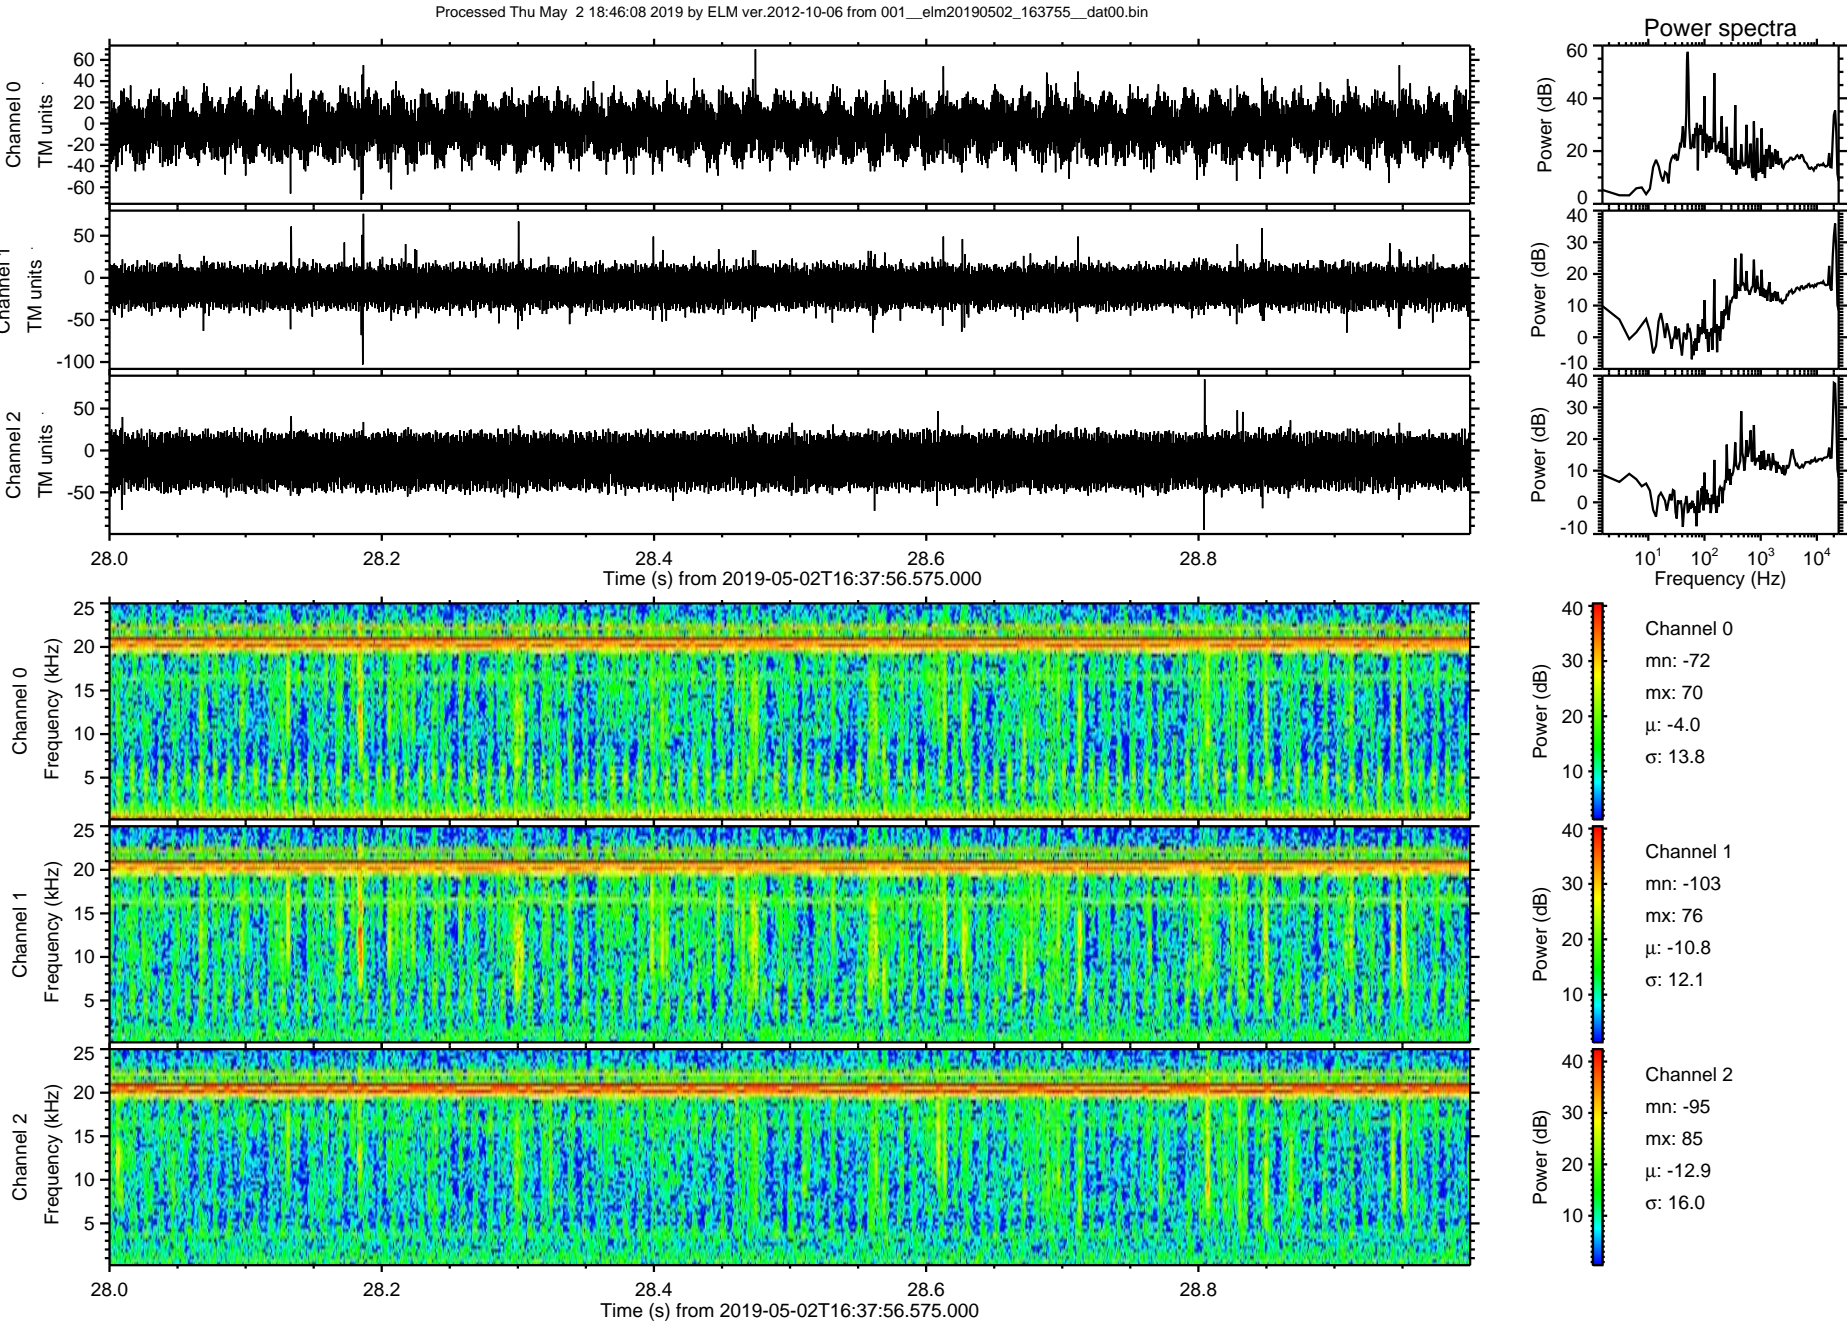 Processed Thu May  2 18:46:08 2019 by ELM ver.2012-10-06 from 001__elm20190502_163755__dat00.bin
Power spectra
Channel 0
TM units
60
40
20
0
-20
-40
-60
Power (dB)
60
40
20
0
Channel 1
TM units
50
0
-50
-100
Power (dB)
40
30
20
10
0
-10
Channel 2
TM units
50
0
-50
Power (dB)
40
30
20
10
0
-10
28.0 28.2 28.4 28.6 28.8
Time (s) from 2019-05-02T16:37:56.575.000
10¹ 10² 10³ 10⁴
Frequency (Hz)
Channel 0
Frequency (kHz)
25
20
15
10
5
Power (dB)
40
30
20
10
Channel 0
mn: -72
mx: 70
μ: -4.0
σ: 13.8
Channel 1
Frequency (kHz)
25
20
15
10
5
Power (dB)
40
30
20
10
Channel 1
mn: -103
mx: 76
μ: -10.8
σ: 12.1
Channel 2
Frequency (kHz)
25
20
15
10
5
Power (dB)
40
30
20
10
Channel 2
mn: -95
mx: 85
μ: -12.9
σ: 16.0
28.0 28.2 28.4 28.6 28.8
Time (s) from 2019-05-02T16:37:56.575.000